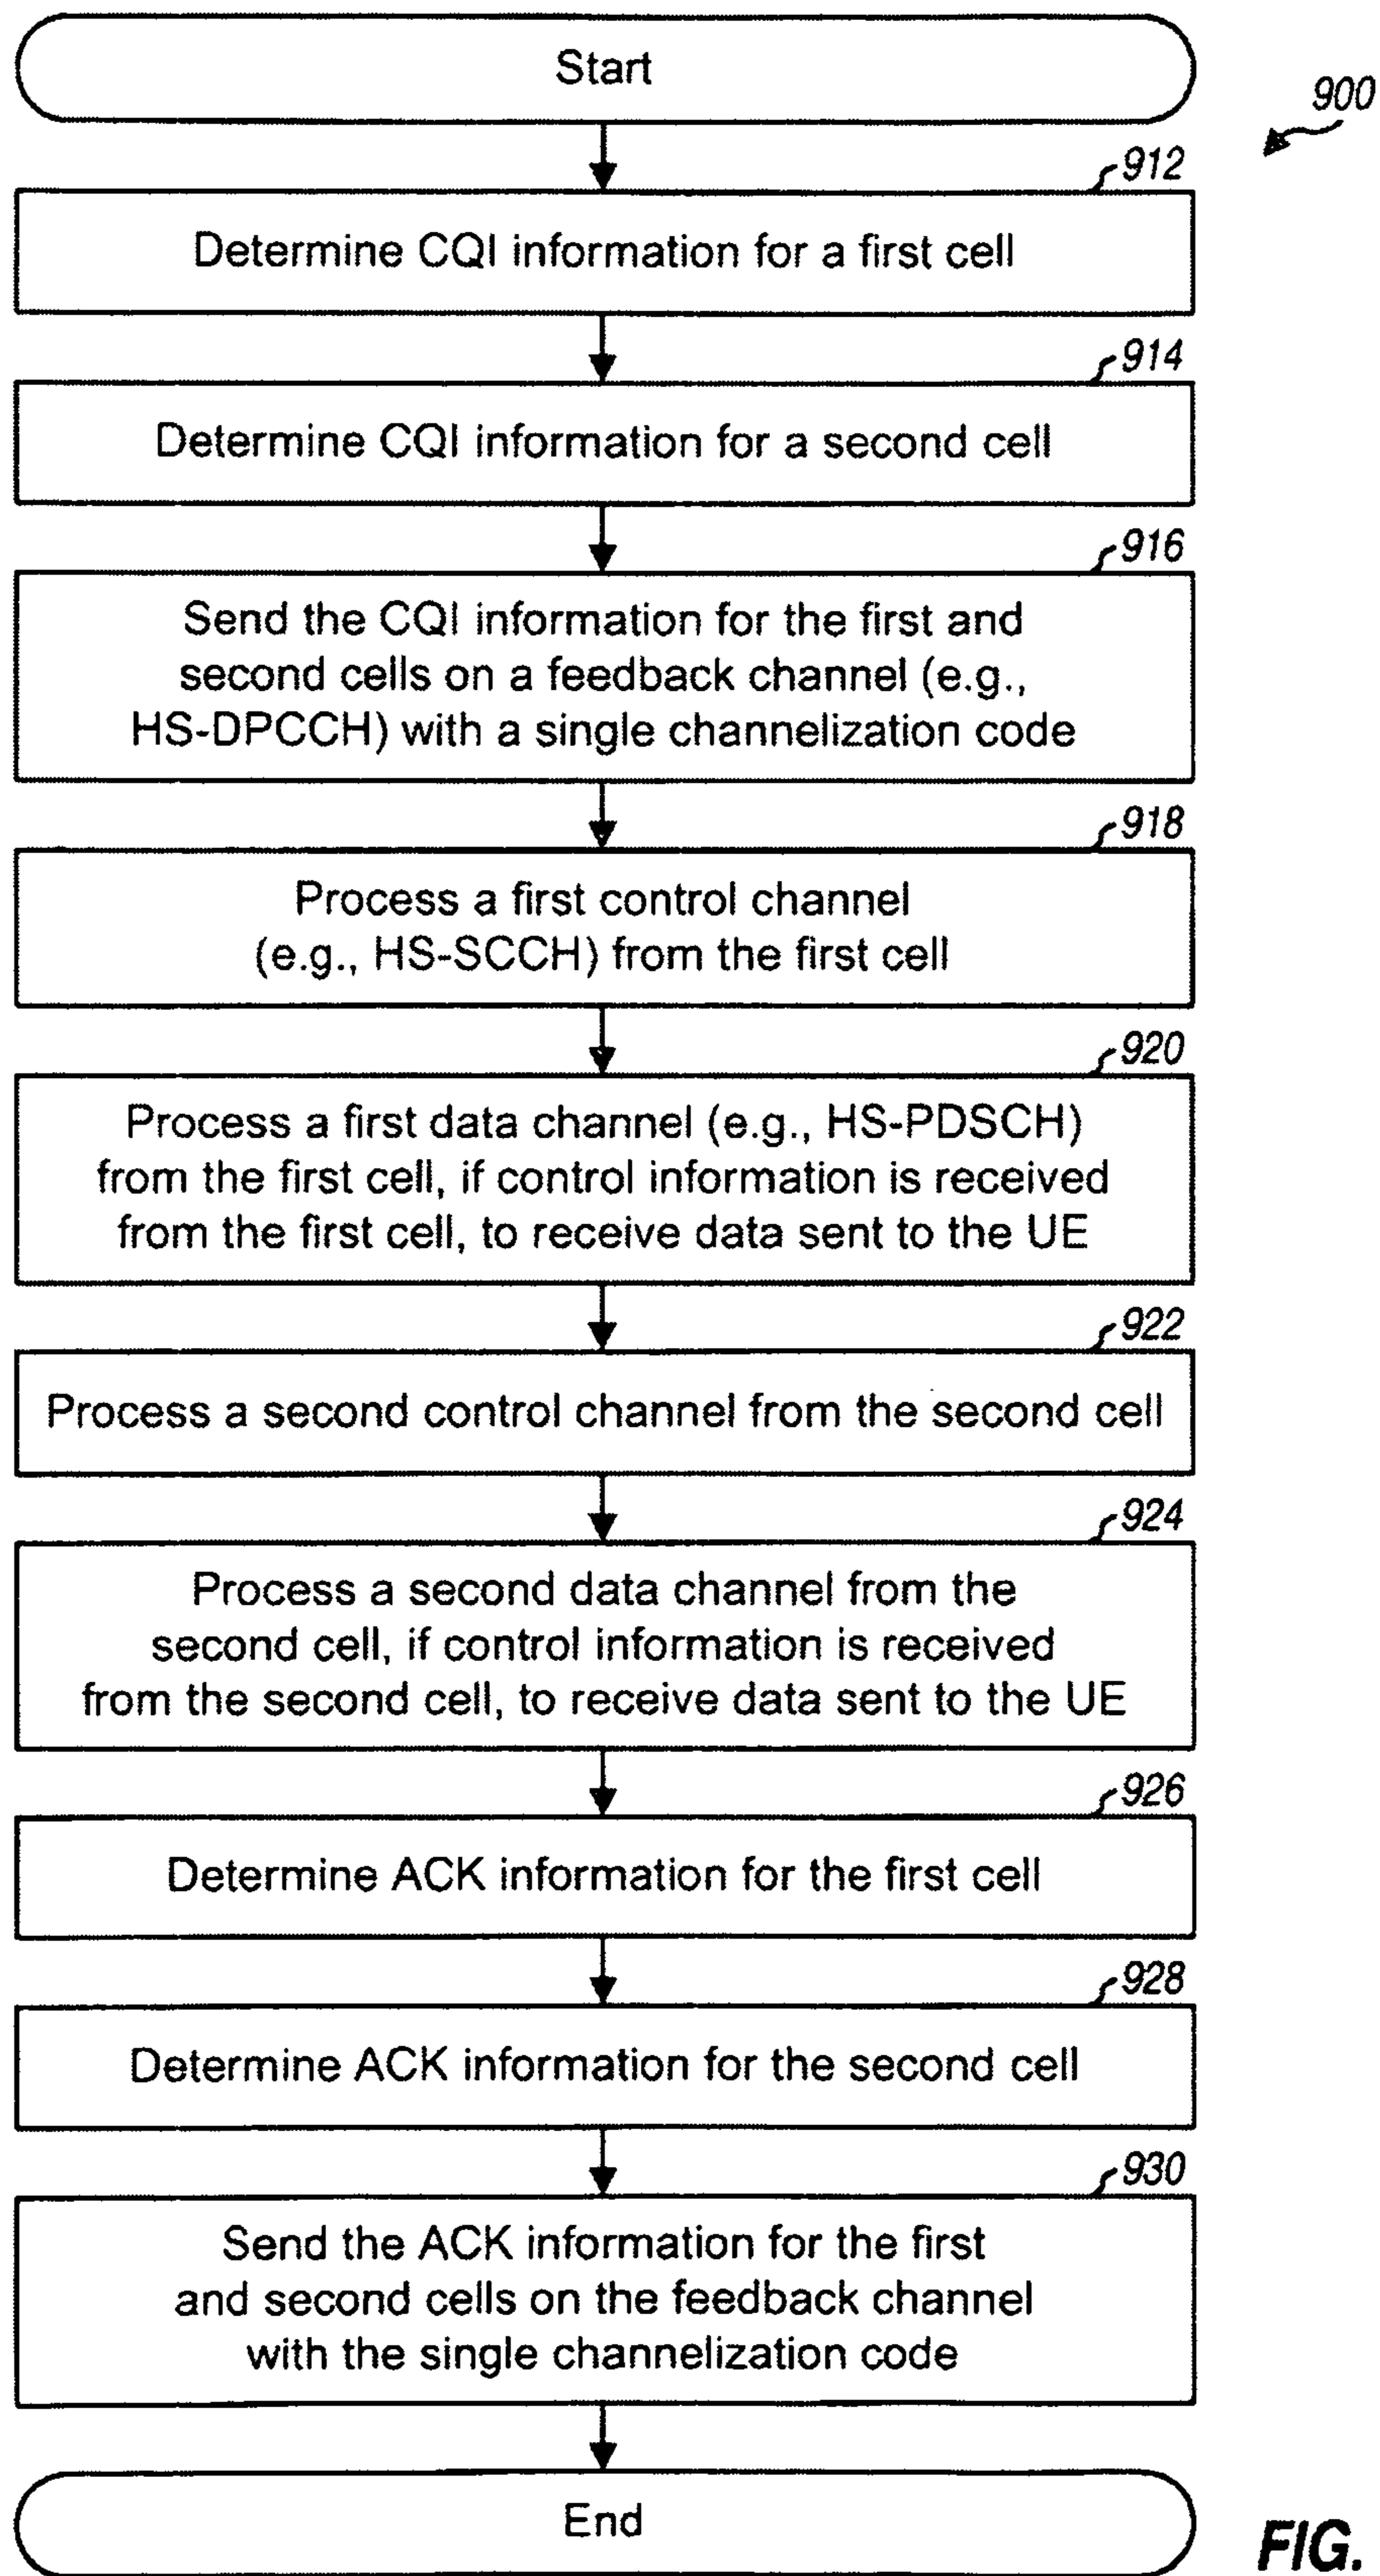 Start
900
912
Determine CQI information for a first cell
914
Determine CQI information for a second cell
916
Send the CQI information for the first and
second cells on a feedback channel (e.g.,
HS-DPCCH) with a single channelization code
918
Process a first control channel
(e.g., HS-SCCH) from the first cell
920
Process a first data channel (e.g., HS-PDSCH)
from the first cell, if control information is received
from the first cell, to receive data sent to the UE
922
Process a second control channel from the second cell
924
Process a second data channel from the
second cell, if control information is received
from the second cell, to receive data sent to the UE
926
Determine ACK information for the first cell
928
Determine ACK information for the second cell
930
Send the ACK information for the first
and second cells on the feedback channel
with the single channelization code
End
FIG.